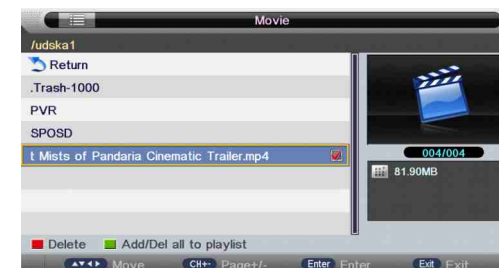 Movie
/udska1
Return
.Trash-1000
PVR
SPOSD
t Mists of Pandaria Cinematic Trailer.mp4
004/004
81.90MB
Delete Add/Del all to playlist
Move CH+- Page+/- Enter Enter Exit Exit